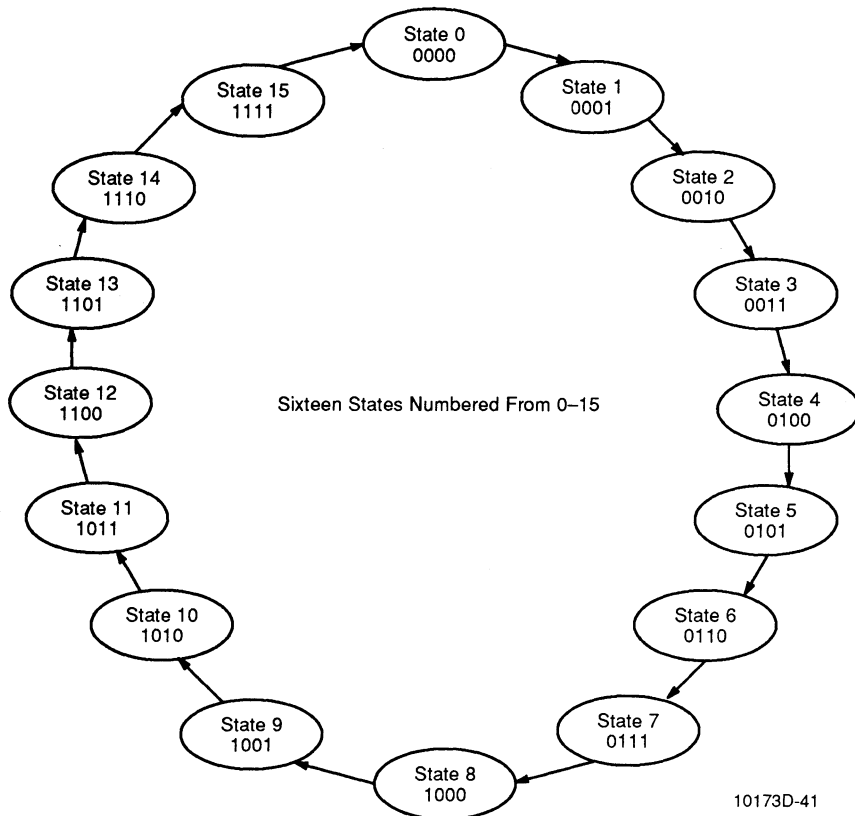 State 0
0000
State 1
0001
State 2
0010
State 3
0011
State 4
0100
State 5
0101
State 6
0110
State 7
0111
State 8
1000
State 9
1001
State 10
1010
State 11
1011
State 12
1100
State 13
1101
State 14
1110
State 15
1111
Sixteen States Numbered From 0–15
10173D-41